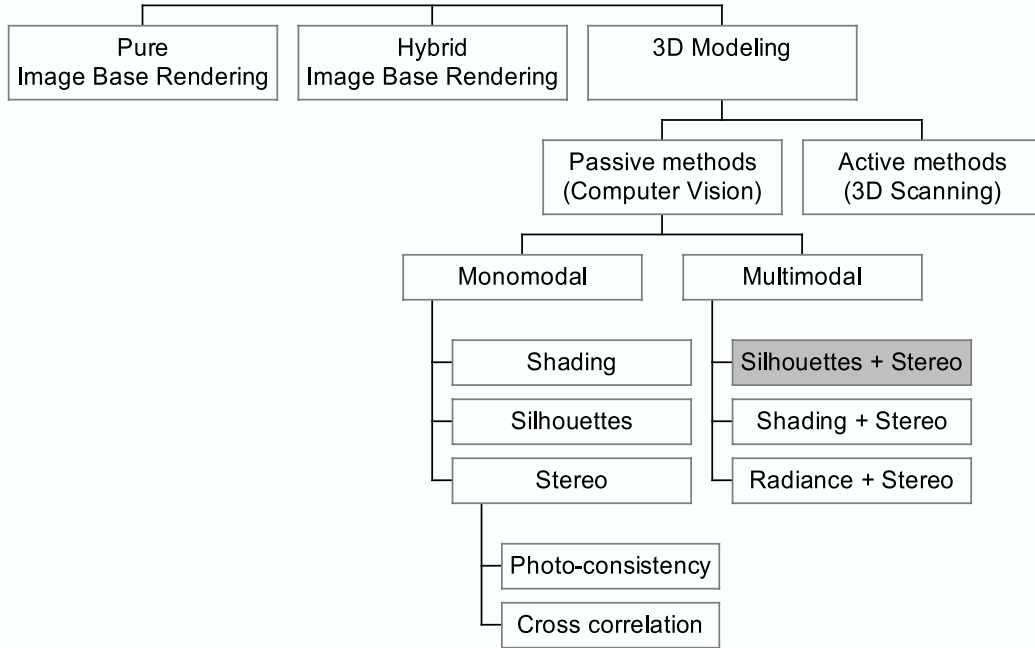 Pure
Image Base Rendering
Hybrid
Image Base Rendering
3D Modeling
Passive methods
(Computer Vision)
Active methods
(3D Scanning)
Monomodal
Multimodal
Shading
Silhouettes
Stereo
Silhouettes + Stereo
Shading + Stereo
Radiance + Stereo
Photo-consistency
Cross correlation